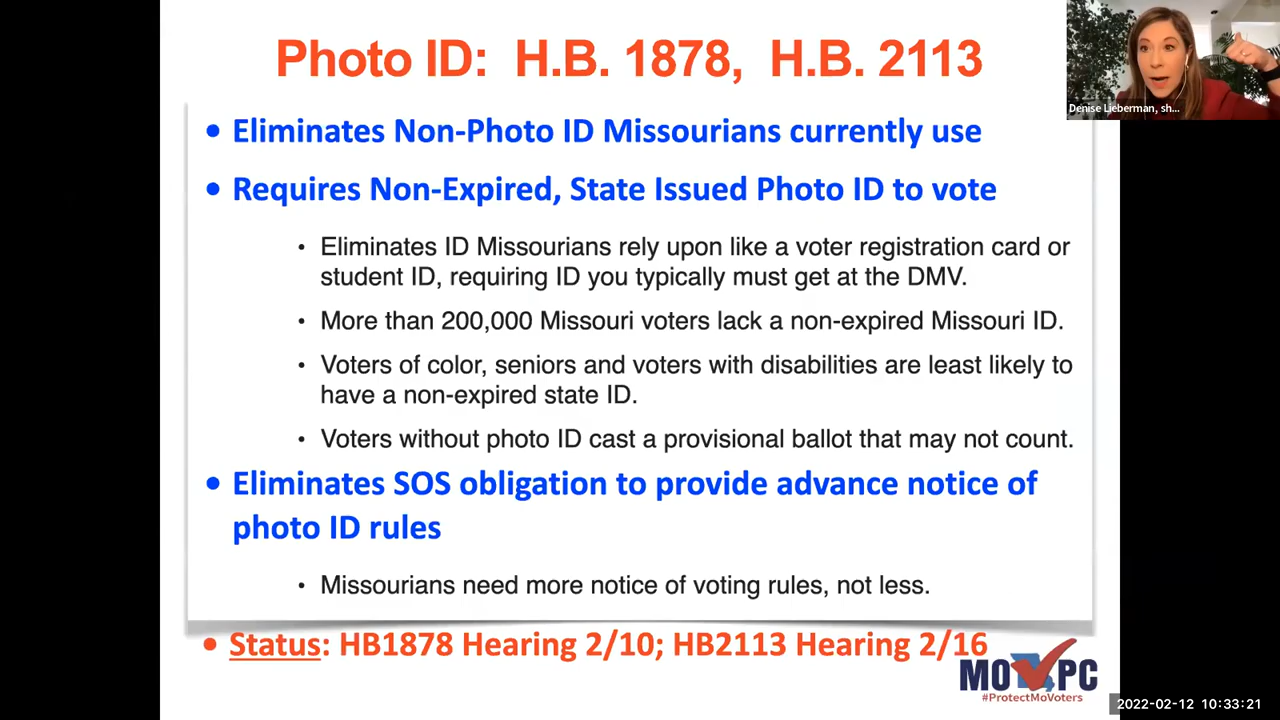 Photo ID: H.B. 1878, H.B. 2113
Denise Lieberman, sh...
• Eliminates Non-Photo ID Missourians currently use
• Requires Non-Expired, State Issued Photo ID to vote
• Eliminates ID Missourians rely upon like a voter registration card or
student ID, requiring ID you typically must get at the DMV.
• More than 200,000 Missouri voters lack a non-expired Missouri ID.
• Voters of color, seniors and voters with disabilities are least likely to
have a non-expired state ID.
• Voters without photo ID cast a provisional ballot that may not count.
• Eliminates SOS obligation to provide advance notice of
photo ID rules
• Missourians need more notice of voting rules, not less.
• Status: HB1878 Hearing 2/10; HB2113 Hearing 2/16
MO PC
#ProtectMoVoters
2022-02-12 10:33:21